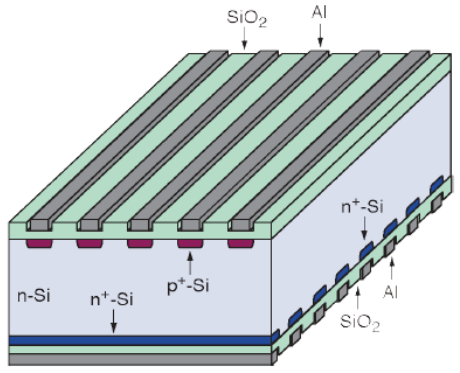 SiO₂
Al
n⁺-Si
n-Si
n⁺-Si
p⁺-Si
Al
SiO₂